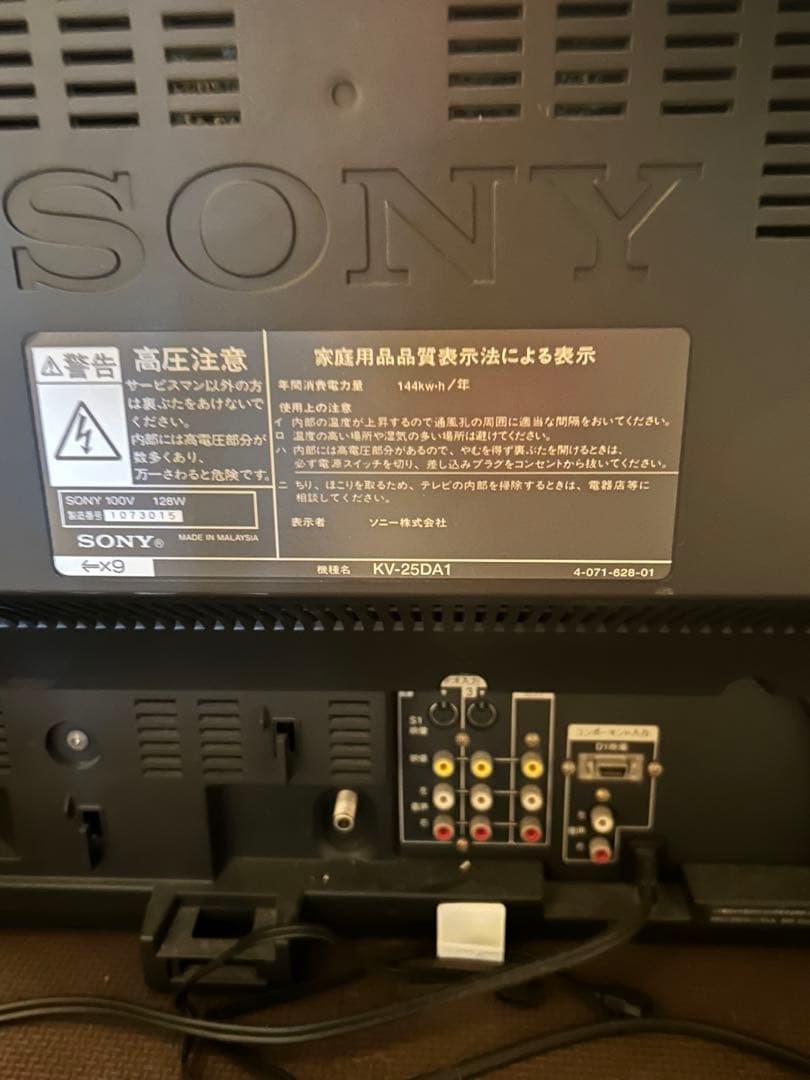 SONY
警告
高圧注意
サービスマン以外の方
は裏ぶたをあけないで
ください。
内部には高電圧部分が
数多くあり、
万一さわると危険です。
SONY 100V 128W
製造番号 1073015
SONY® MADE IN MALAYSIA
←x9
家庭用品品質表示法による表示
年間消費電力量 144kw·h/年
使用上の注意
イ 内部の温度が上昇するので通風孔の周囲に適当な間隔をおいてください。
ロ 温度の高い場所や湿気の多い場所は避けてください。
ハ 内部には高電圧部分があるので、やむを得ず裏ぶたを開けるときは、
必ず電源スイッチを切り、差し込みプラグをコンセントから抜いてください。
ニ ちり、ほこりを取るため、テレビの内部を掃除するときは、電器店等に
相談してください。
表示者 ソニー株式会社
機種名 KV-25DA1
4-071-628-01
3
S1
映像
映像
左
音声
右
コンポーネント入力
D1映像
左
音声
右